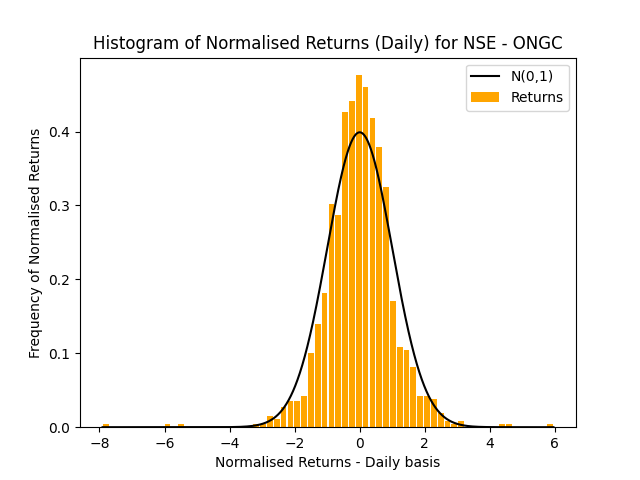 Histogram of Normalised Returns (Daily) for NSE - ONGC
N(0,1)
Returns
Frequency of Normalised Returns
0.4
0.3
0.2
0.1
0.0
−8
−6
−4
−2
0
2
4
6
Normalised Returns - Daily basis